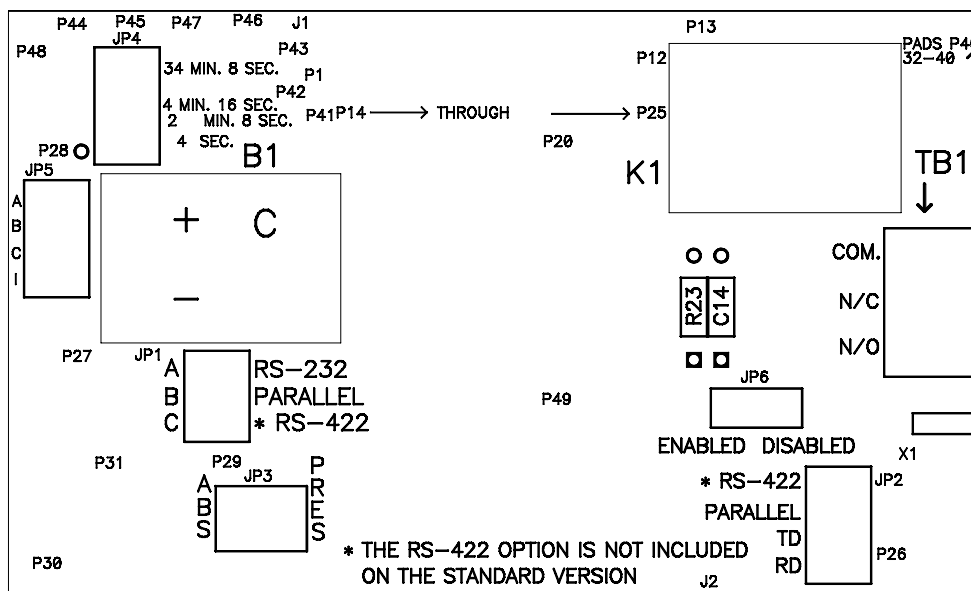 P44
P45
P47
P46
J1
P13
P48
JP4
P43
P12
PADS
32-40
34 MIN. 8 SEC.
P1
P42
4 MIN. 16 SEC.
2 MIN. 8 SEC.
4 SEC.
P41
P14
THROUGH
P25
P20
P28
B1
K1
TB1
JP5
A
B
C
I
+ C
−
COM.
N/C
N/O
R23
C14
P27
JP1
A RS-232
B PARALLEL
C * RS-422
JP6
P49
ENABLED DISABLED
X1
P31
P29
JP3
A
B
S
P
R
E
S
* RS-422
JP2
PARALLEL
TD
RD
P26
* THE RS-422 OPTION IS NOT INCLUDED
ON THE STANDARD VERSION
P30
J2